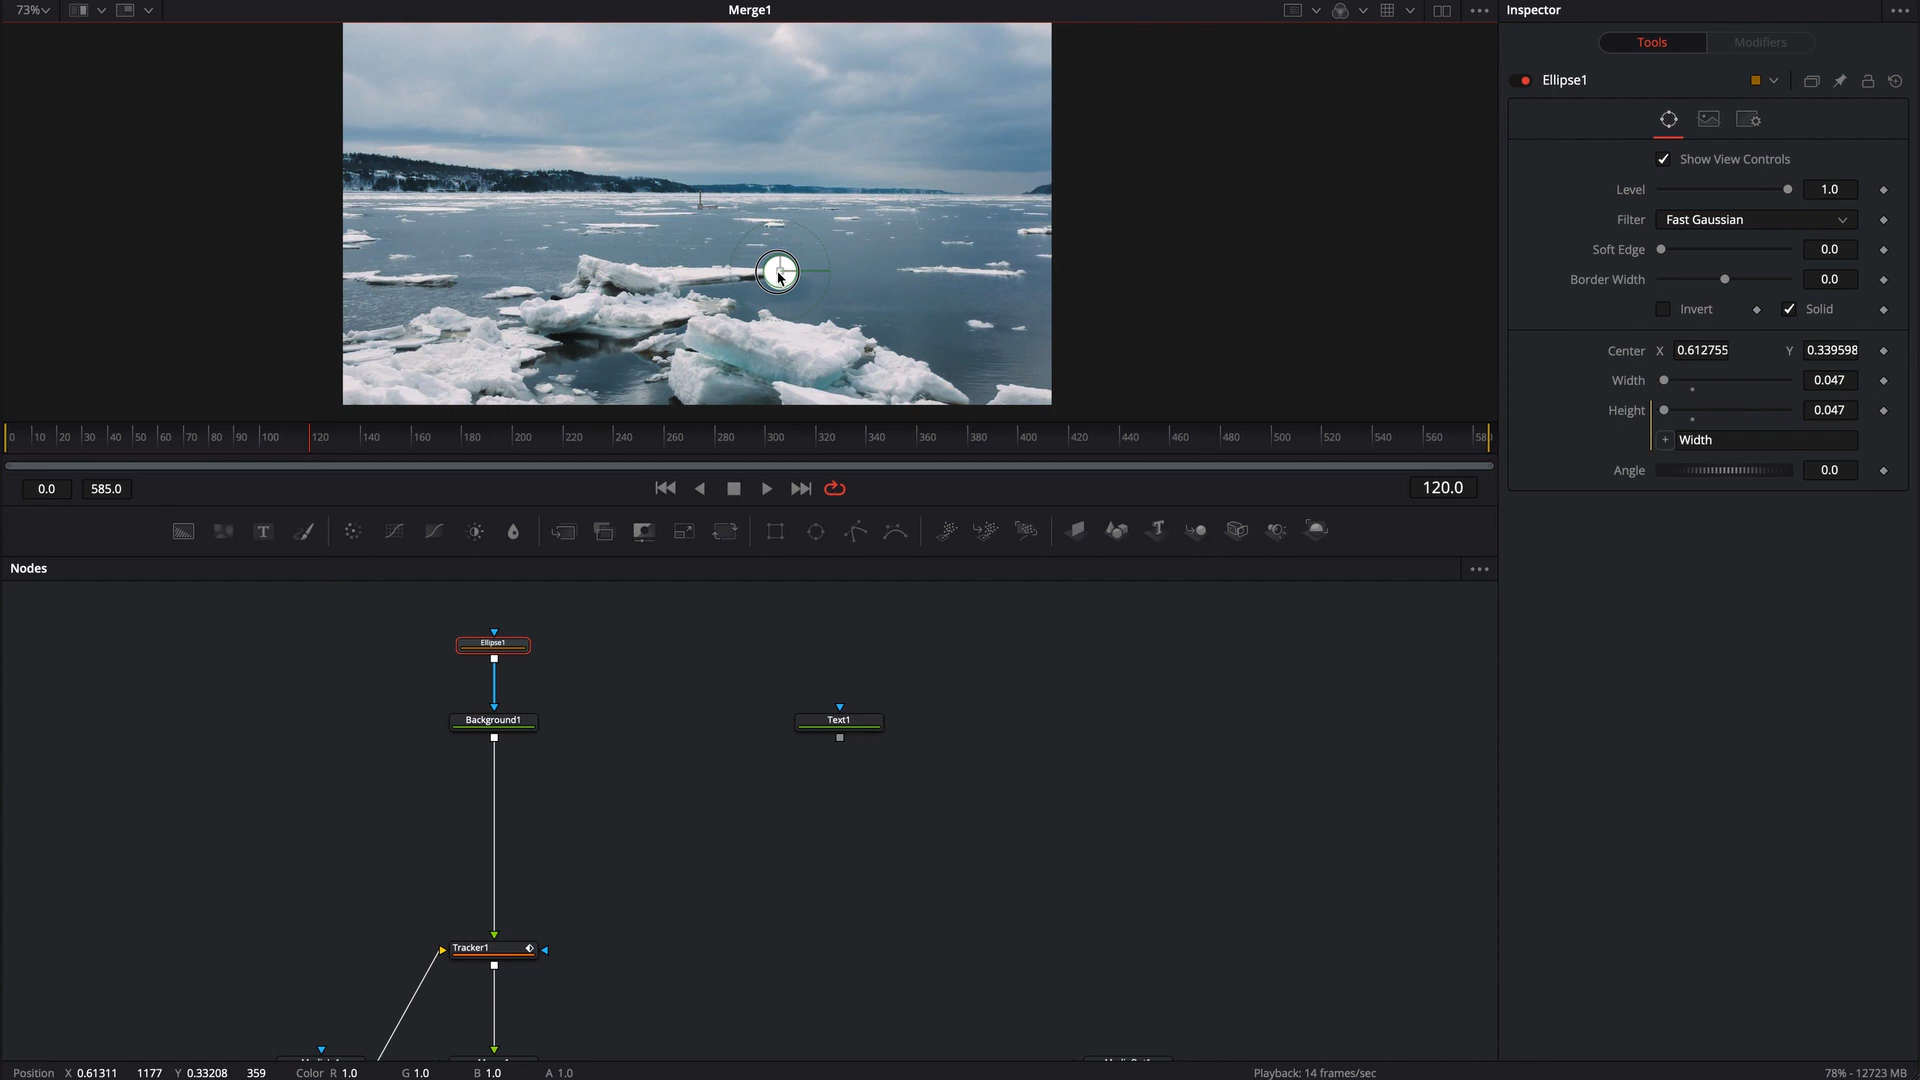 73%
Merge1
Inspector
Tools
Modifiers
Ellipse1
Show View Controls
Level 1.0
Filter Fast Gaussian
Soft Edge 0.0
Border Width 0.0
Invert Solid
Center X 0.612755 Y 0.339598
Width 0.047
Height 0.047
+ Width
Angle 0.0
0 10 20 30 40 50 60 70 80 90 100 120 140 160 180 200 220 240 260 280 300 320 340 360 380 400 420 440 460 480 500 520 540 560 58
0.0 585.0 120.0
Nodes
Ellipse1
Background1
Text1
Tracker1
Position X 0.61311 1177 Y 0.33208 359 Color R 1.0 G 1.0 B 1.0 A 1.0 Playback: 14 frames/sec 78% - 12723 MB